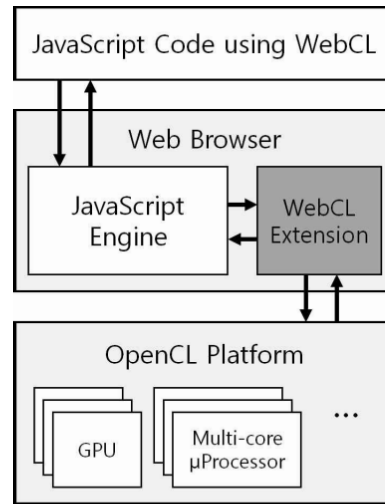 JavaScript Code using WebCL
Web Browser
JavaScript
Engine
WebCL
Extension
OpenCL Platform
GPU
Multi-core
μProcessor
...